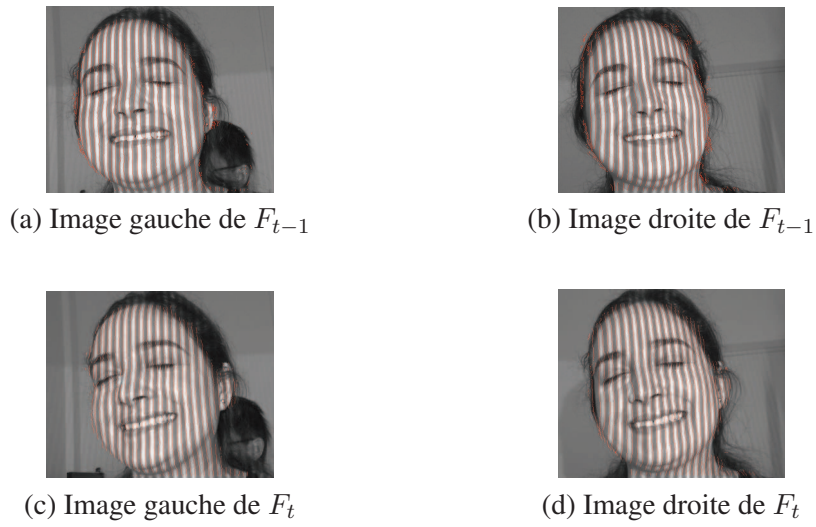 (a) Image gauche de $F_{t-1}$
(b) Image droite de $F_{t-1}$
(c) Image gauche de $F_t$
(d) Image droite de $F_t$